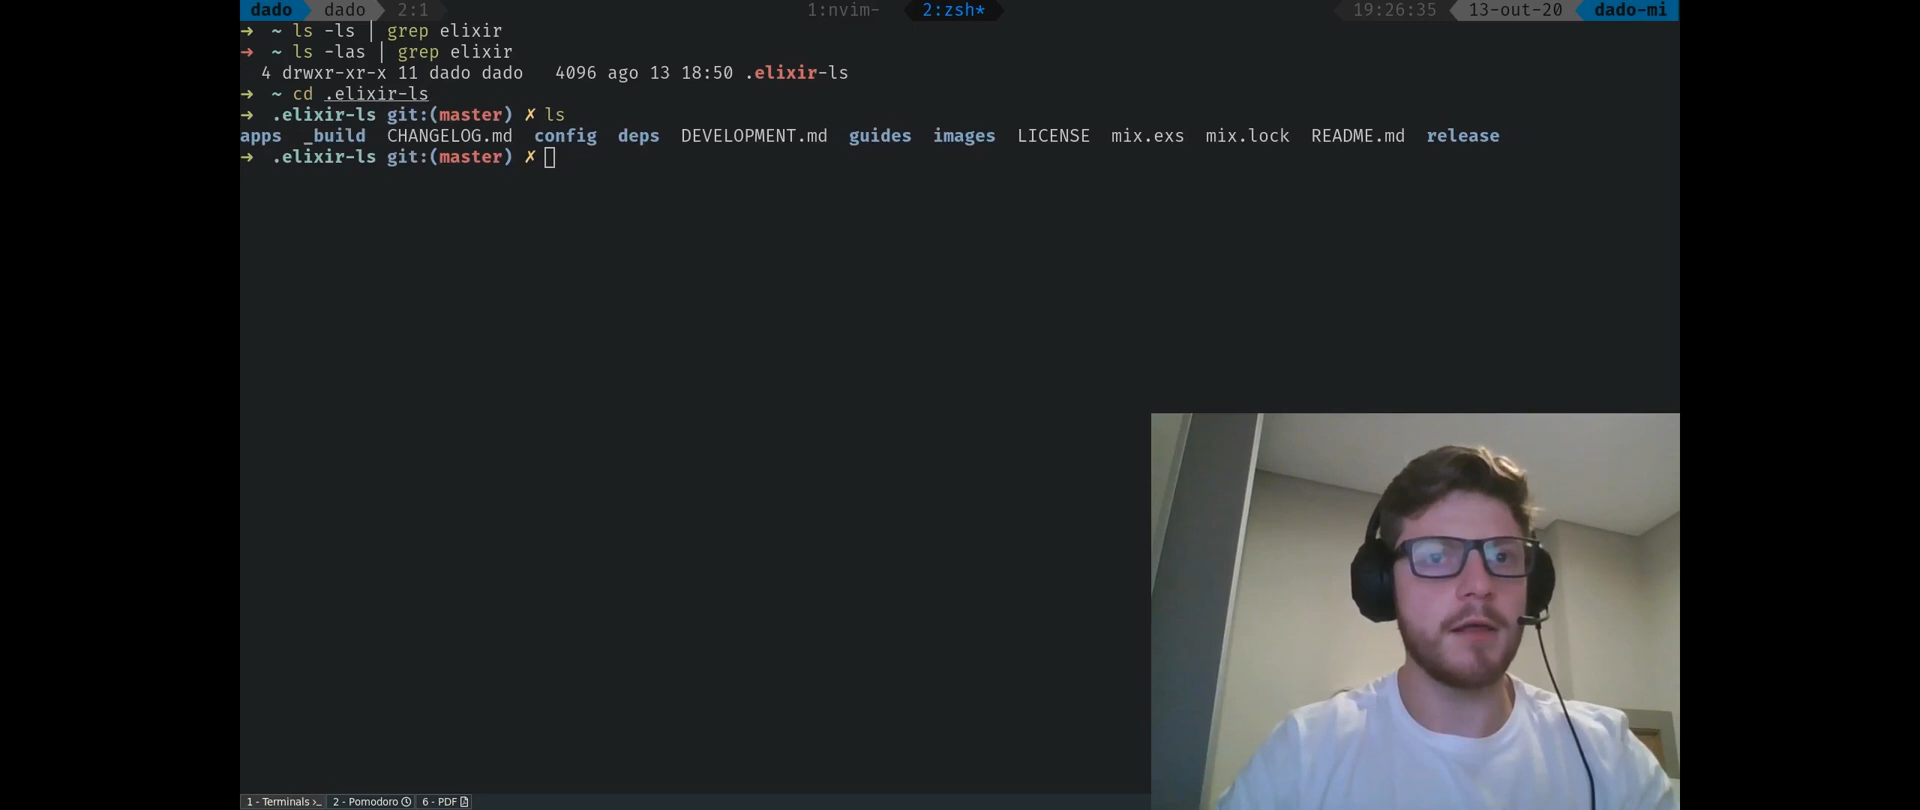 dado dado 2:1 1:nvim- 2:zsh* 19:26:35 13-out-20 dado-mi
→ ~ ls -ls | grep elixir
→ ~ ls -las | grep elixir
4 drwxr-xr-x 11 dado dado 4096 ago 13 18:50 .elixir-ls
→ ~ cd .elixir-ls
→ .elixir-ls git:(master) ✗ ls
apps _build CHANGELOG.md config deps DEVELOPMENT.md guides images LICENSE mix.exs mix.lock README.md release
→ .elixir-ls git:(master) ✗
1 - Terminals 2 - Pomodoro 6 - PDF